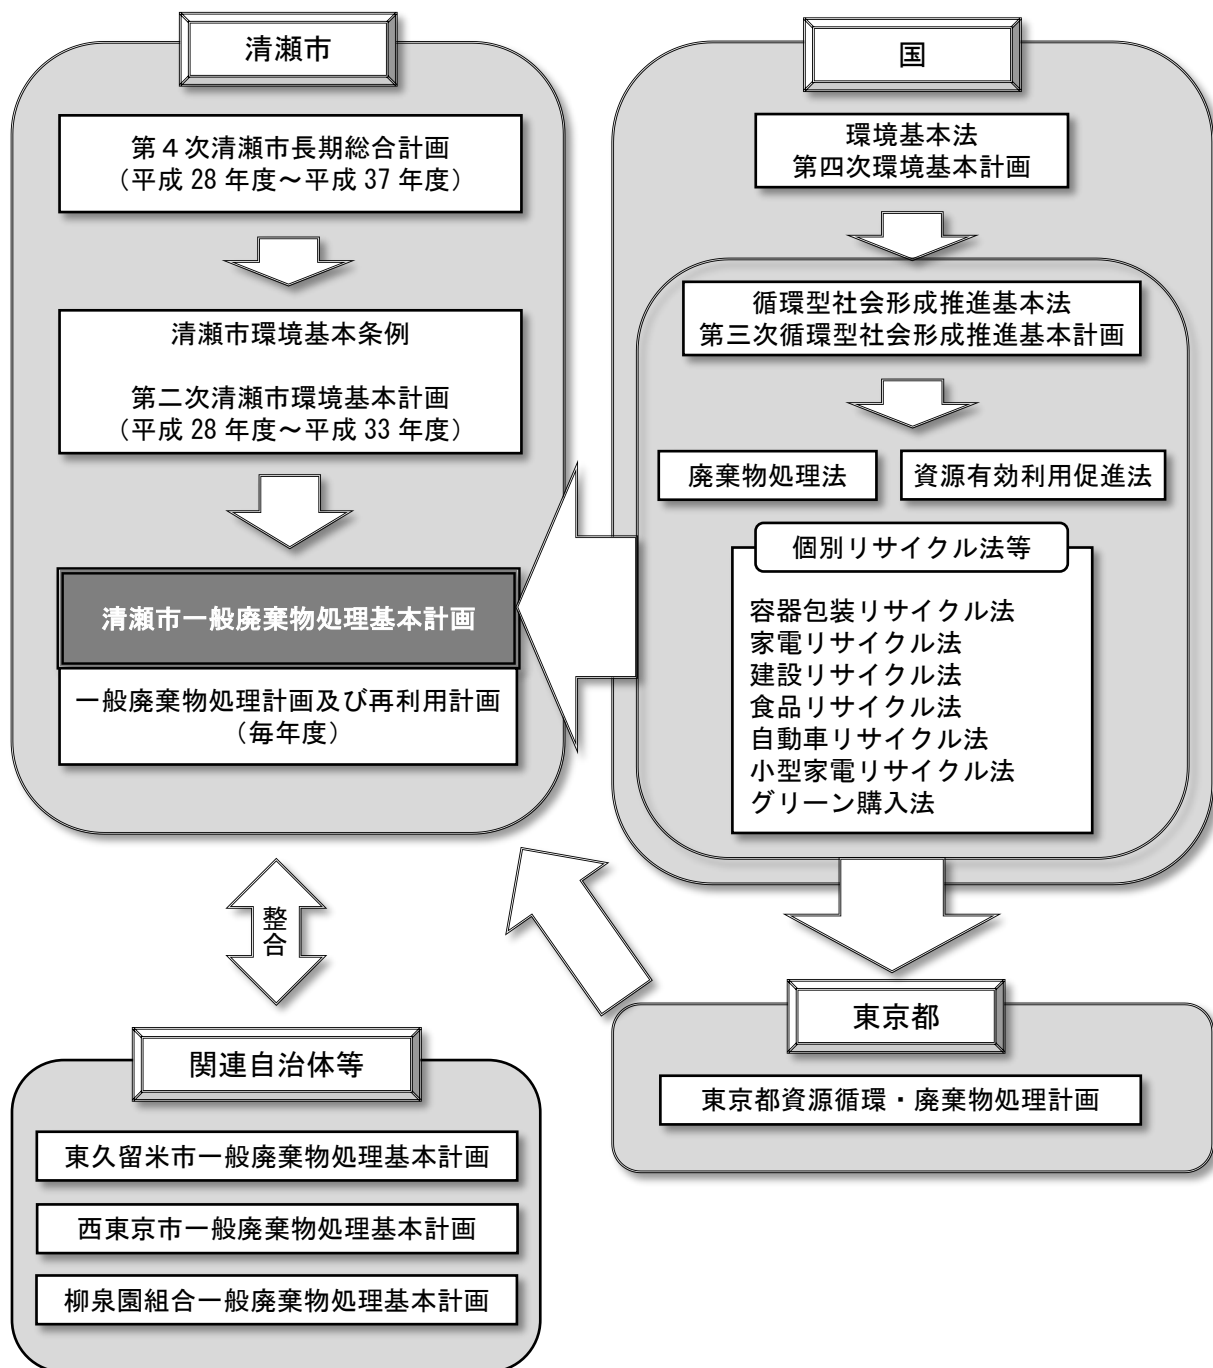 清瀬市
第４次清瀬市長期総合計画
（平成 28 年度～平成 37 年度）
清瀬市環境基本条例
第二次清瀬市環境基本計画
（平成 28 年度～平成 33 年度）
清瀬市一般廃棄物処理基本計画
一般廃棄物処理計画及び再利用計画
（毎年度）
国
環境基本法
第四次環境基本計画
循環型社会形成推進基本法
第三次循環型社会形成推進基本計画
廃棄物処理法
資源有効利用促進法
個別リサイクル法等
容器包装リサイクル法
家電リサイクル法
建設リサイクル法
食品リサイクル法
自動車リサイクル法
小型家電リサイクル法
グリーン購入法
整合
東京都
東京都資源循環・廃棄物処理計画
関連自治体等
東久留米市一般廃棄物処理基本計画
西東京市一般廃棄物処理基本計画
柳泉園組合一般廃棄物処理基本計画